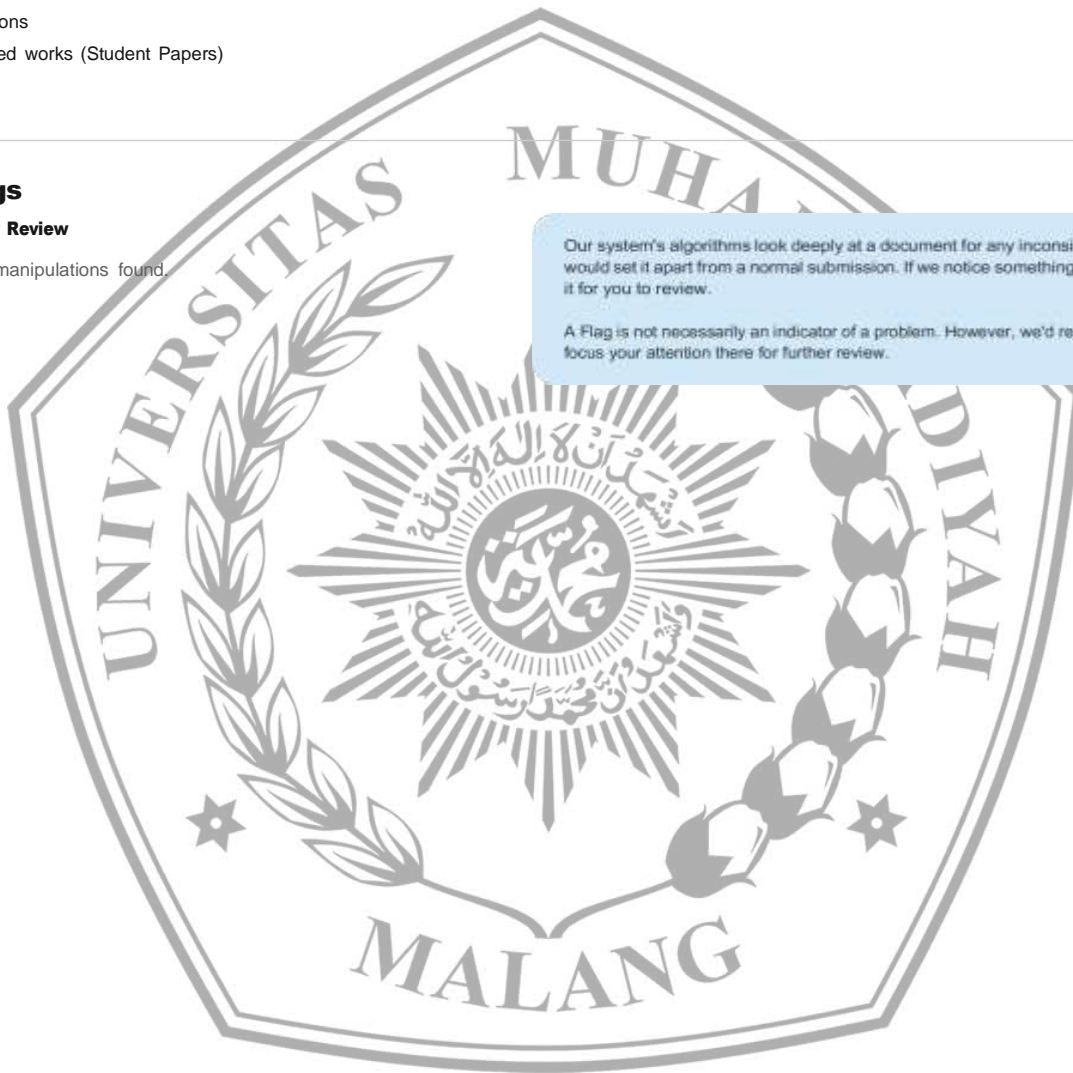 ons
ed works (Student Papers)
gs
Review
manipulations found.
Our system's algorithms look deeply at a document for any inconsi
would set it apart from a normal submission. If we notice something
it for you to review.
A Flag is not necessarily an indicator of a problem. However, we'd re
focus your attention there for further review.
UNIVERSITAS MUHA DIYAH
MALANG